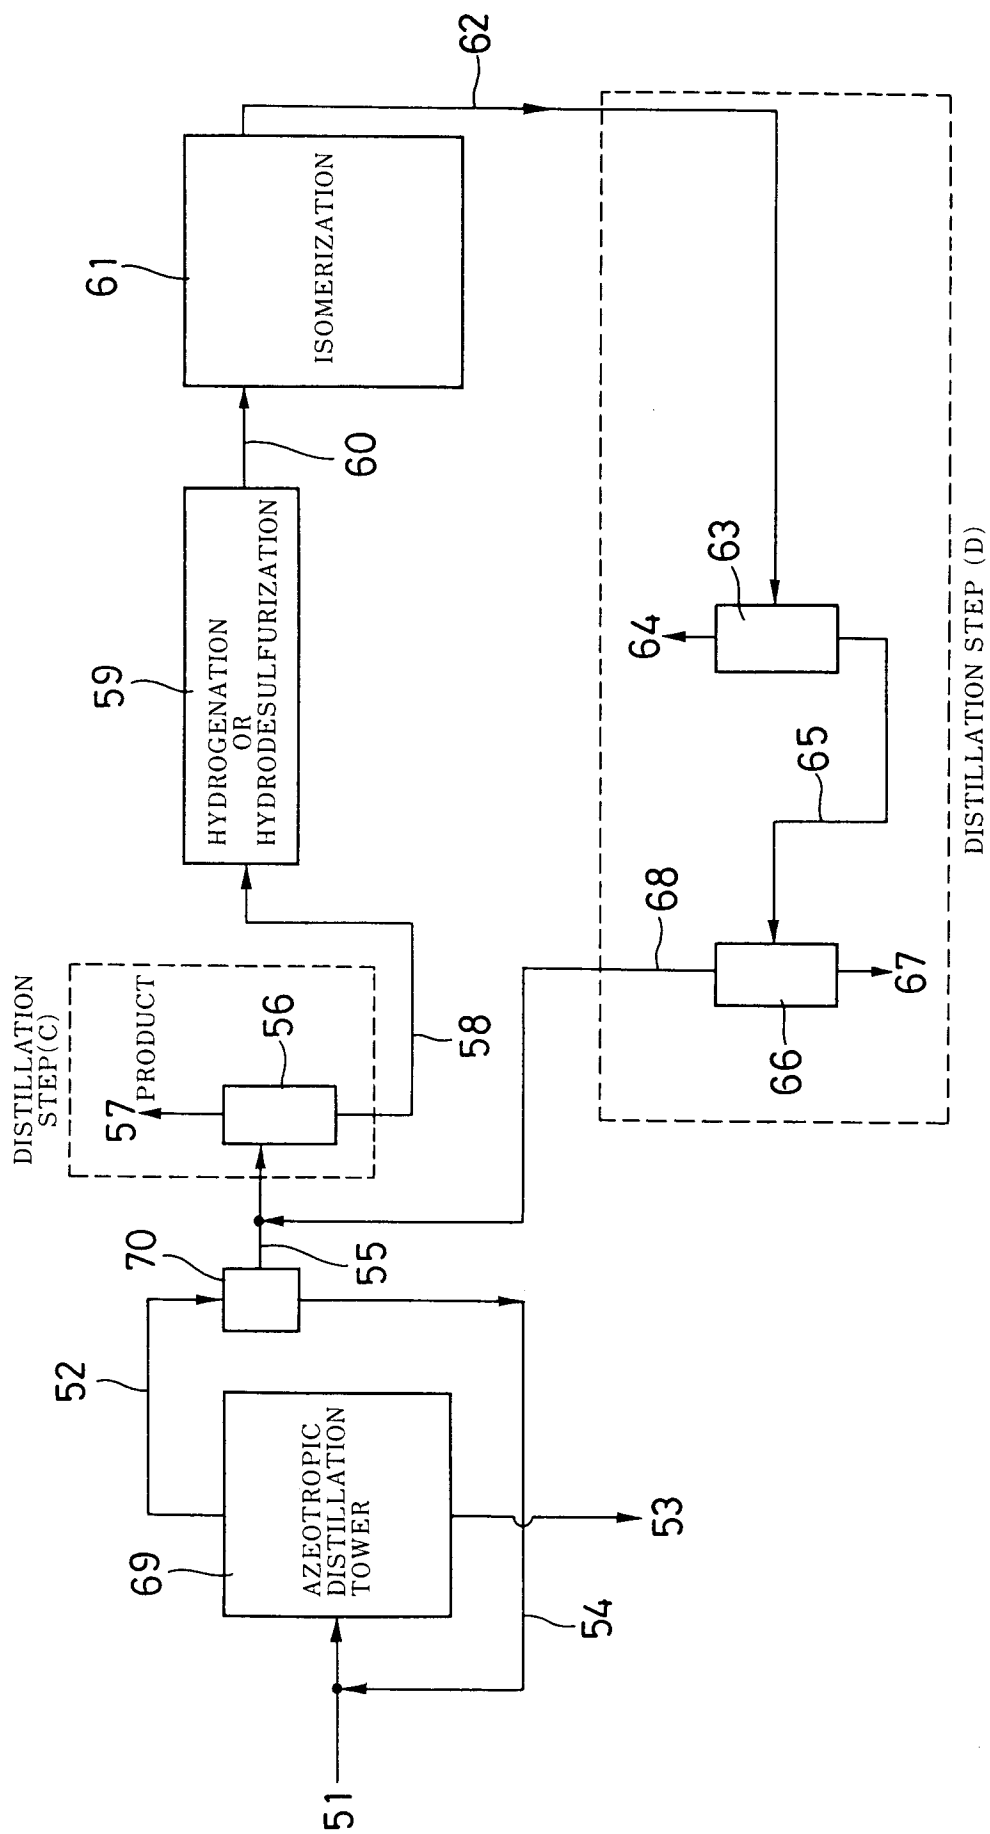 51
54
53
69
AZEOTROPIC
DISTILLATION
TOWER
52
70
55
DISTILLATION
STEP(C)
57
PRODUCT
56
58
59
HYDROGENATION
OR
HYDRODESULFURIZATION
60
61
ISOMERIZATION
62
63
64
65
66
67
68
DISTILLATION STEP (D)